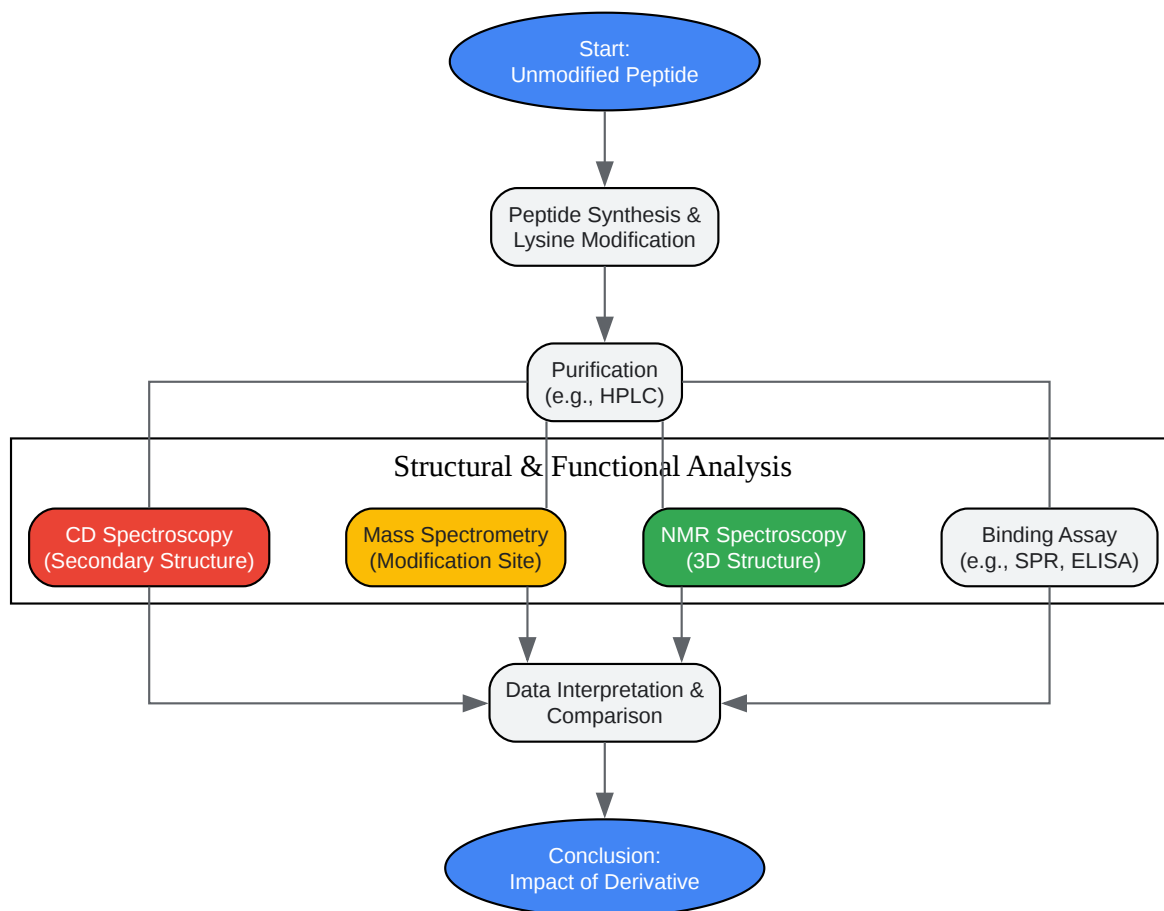 Start:
Unmodified Peptide
Peptide Synthesis &
Lysine Modification
Purification
(e.g., HPLC)
Structural & Functional Analysis
CD Spectroscopy
(Secondary Structure)
Mass Spectrometry
(Modification Site)
NMR Spectroscopy
(3D Structure)
Binding Assay
(e.g., SPR, ELISA)
Data Interpretation &
Comparison
Conclusion:
Impact of Derivative